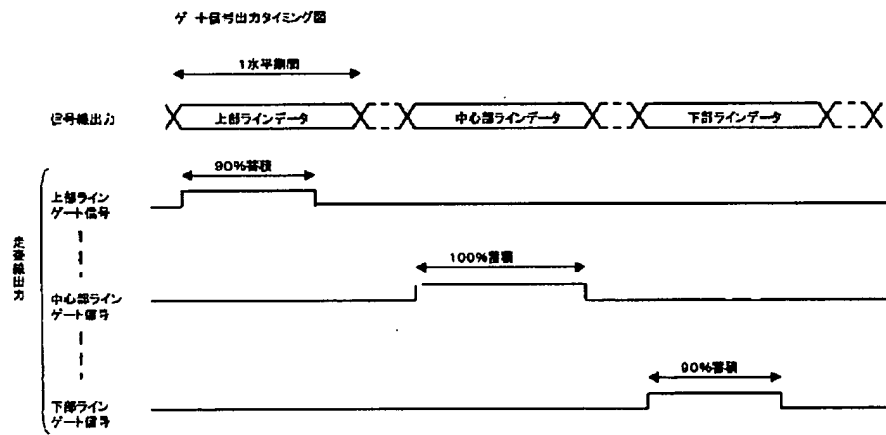 ゲート信号出力タイミング図
1水平期間
信号線出力
上部ラインデータ
中心部ラインデータ
下部ラインデータ
90%蓄積
上部ライン
ゲート信号
走査線出力
100%蓄積
中心部ライン
ゲート信号
90%蓄積
下部ライン
ゲート信号